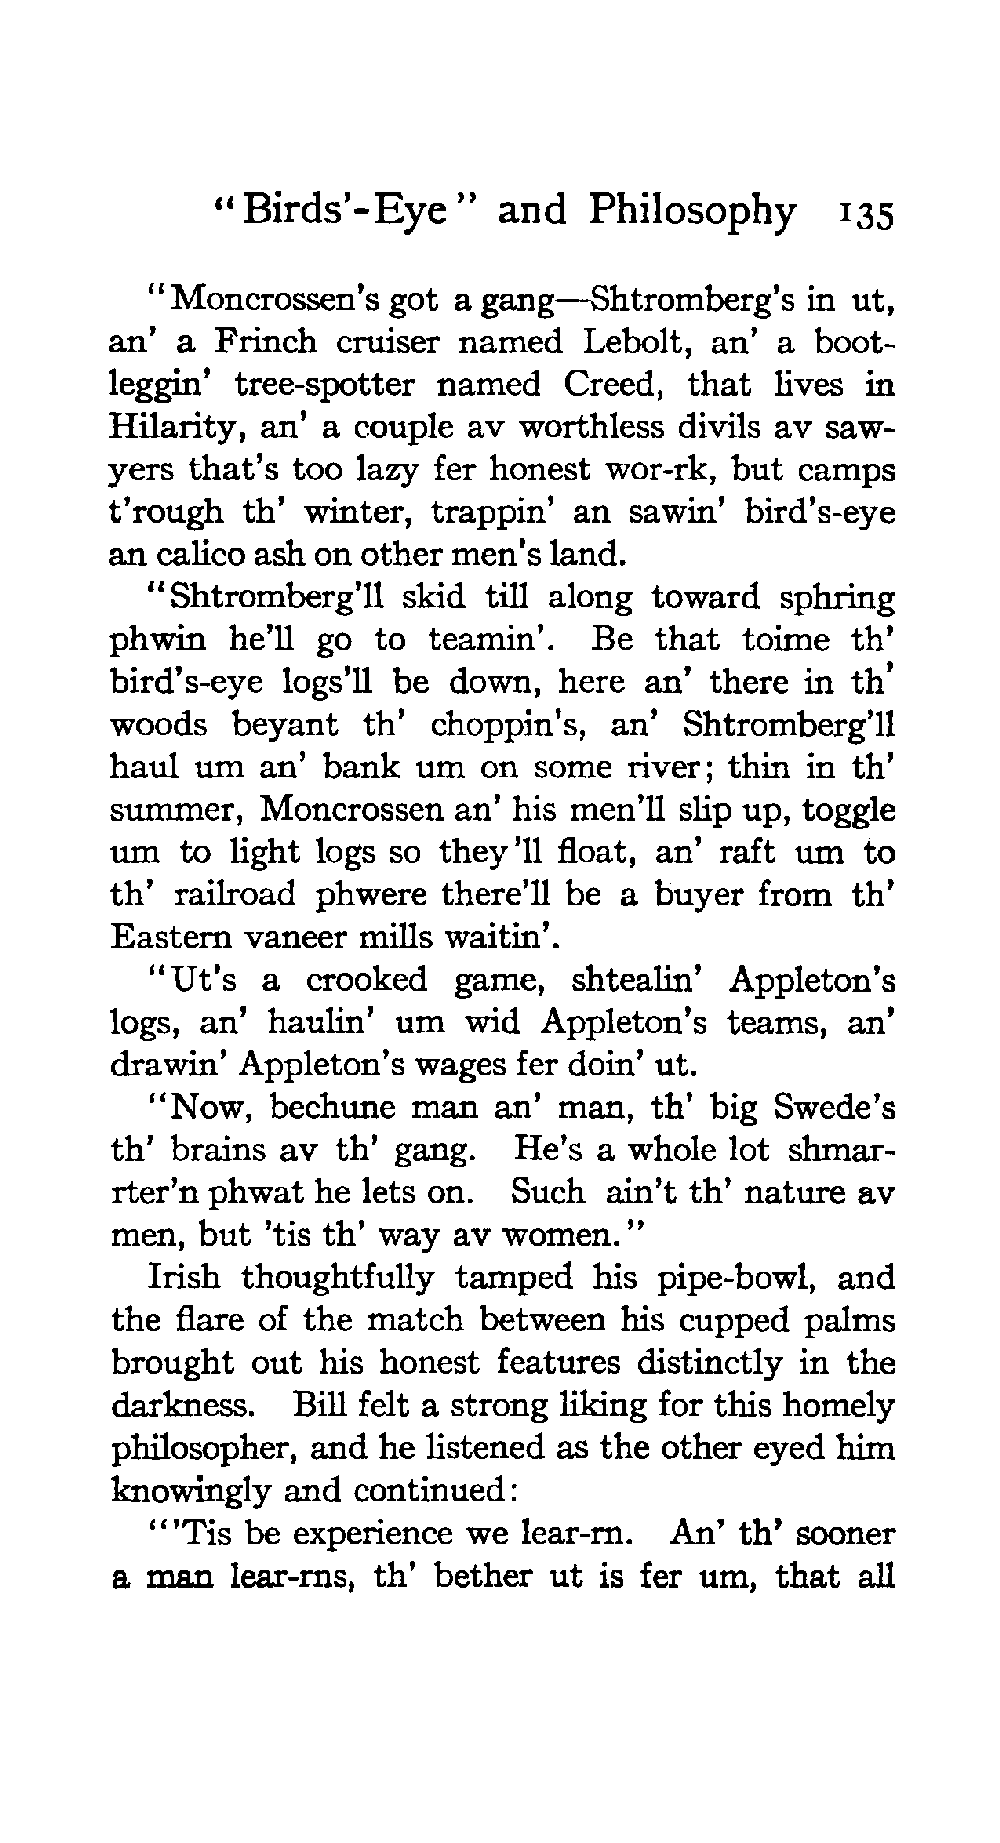 "Birds'-Eye" and Philosophy 135
"Moncrossen's got a gang—Shtromberg's in ut,
an' a Frinch cruiser named Lebolt, an' a boot-
leggin' tree-spotter named Creed, that lives in
Hilarity, an' a couple av worthless divils av saw-
yers that's too lazy fer honest wor-rk, but camps
t'rough th' winter, trappin' an sawin' bird's-eye
an calico ash on other men's land.
"Shtromberg'll skid till along toward sphring
phwin he'll go to teamin'. Be that toime th'
bird's-eye logs'll be down, here an' there in th'
woods beyant th' choppin's, an' Shtromberg'll
haul um an' bank um on some river; thin in th'
summer, Moncrossen an' his men'll slip up, toggle
um to light logs so they'll float, an' raft um to
th' railroad phwere there'll be a buyer from th'
Eastern vaneer mills waitin'.
"Ut's a crooked game, shtealin' Appleton's
logs, an' haulin' um wid Appleton's teams, an'
drawin' Appleton's wages fer doin' ut.
"Now, bechune man an' man, th' big Swede's
th' brains av th' gang. He's a whole lot shmar-
rter'n phwat he lets on. Such ain't th' nature av
men, but 'tis th' way av women."
Irish thoughtfully tamped his pipe-bowl, and
the flare of the match between his cupped palms
brought out his honest features distinctly in the
darkness. Bill felt a strong liking for this homely
philosopher, and he listened as the other eyed him
knowingly and continued:
"'Tis be experience we lear-rn. An' th' sooner
a man lear-rns, th' bether ut is fer um, that all